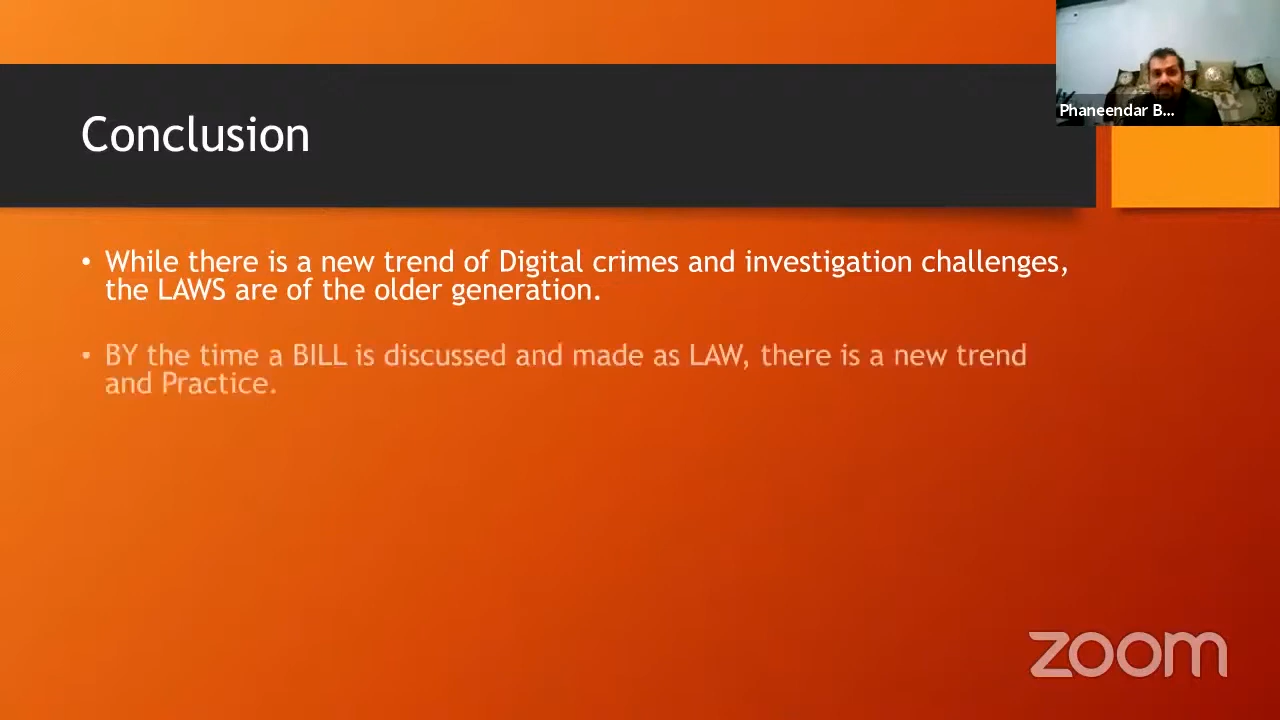 Conclusion
Phaneendar B...
• While there is a new trend of Digital crimes and investigation challenges,
the LAWS are of the older generation.
• BY the time a BILL is discussed and made as LAW, there is a new trend
and Practice.
zoom